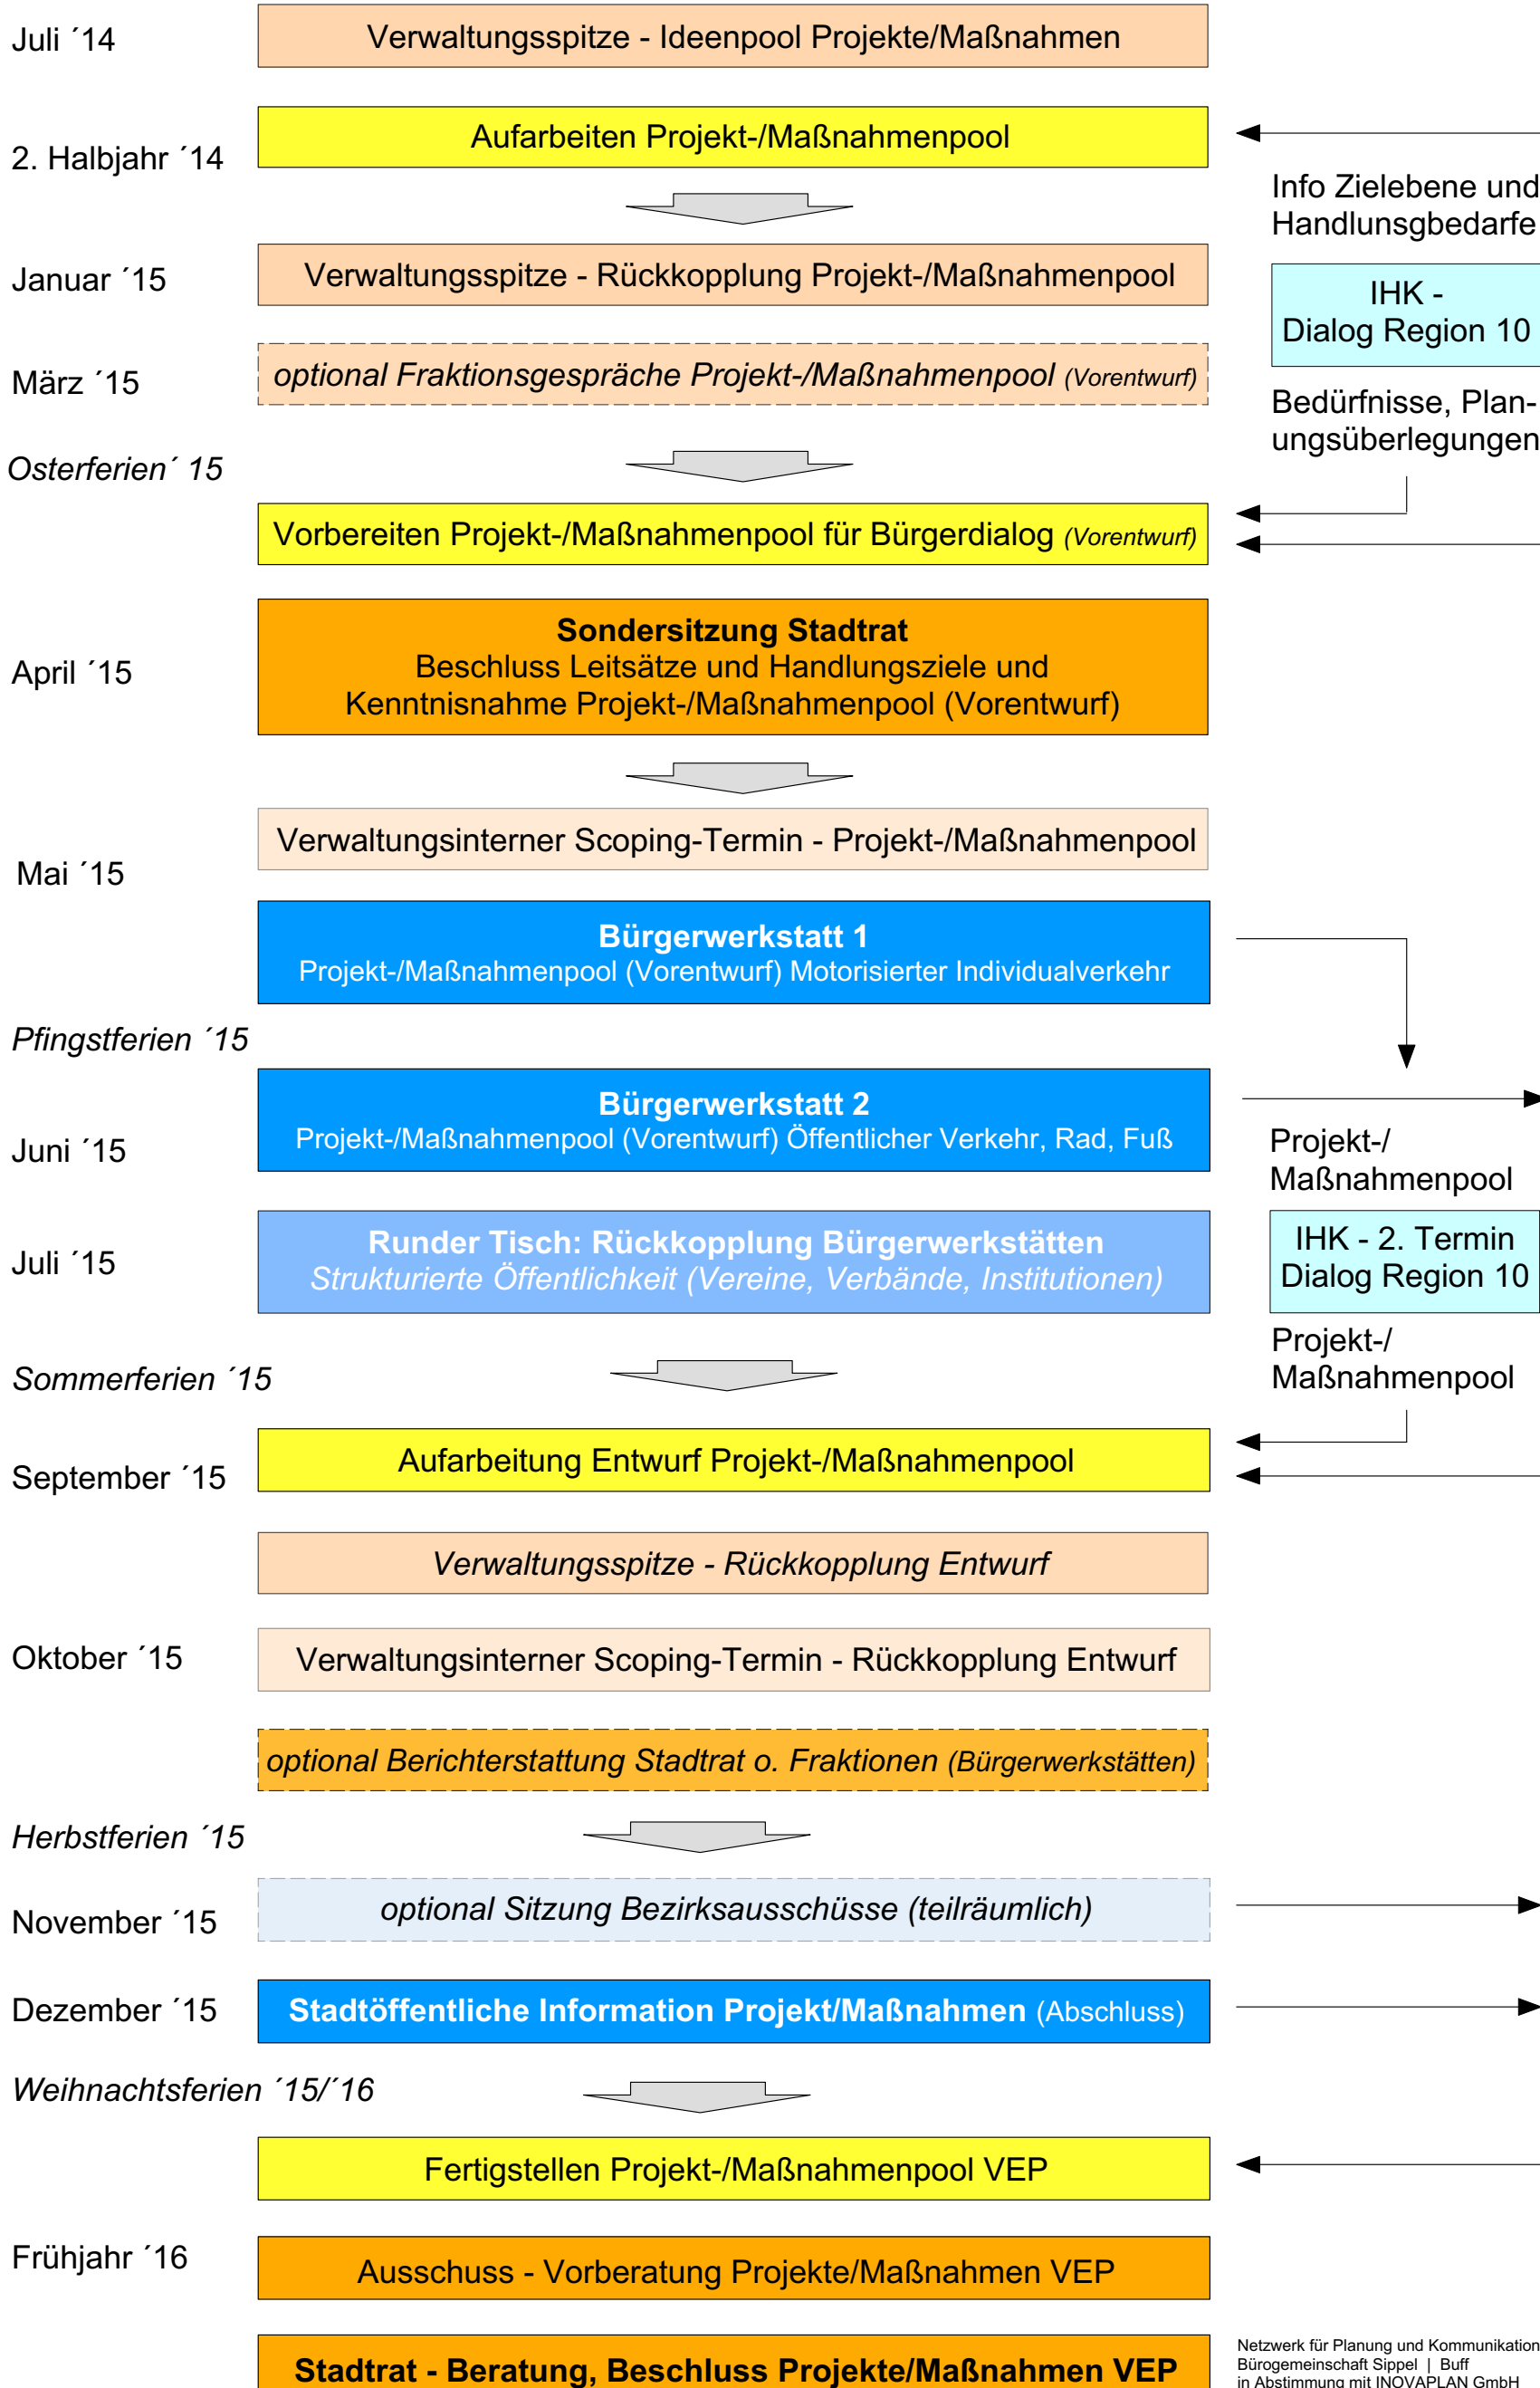 Juli ´14
Verwaltungsspitze - Ideenpool Projekte/Maßnahmen
2. Halbjahr ´14
Aufarbeiten Projekt-/Maßnahmenpool
Info Zielebene und
Handlunsgbedarfe
Januar ´15
Verwaltungsspitze - Rückkopplung Projekt-/Maßnahmenpool
IHK -
Dialog Region 10
März ´15
optional Fraktionsgespräche Projekt-/Maßnahmenpool (Vorentwurf)
Bedürfnisse, Plan-
ungsüberlegungen
Osterferien´ 15
Vorbereiten Projekt-/Maßnahmenpool für Bürgerdialog (Vorentwurf)
April ´15
Sondersitzung Stadtrat
Beschluss Leitsätze und Handlungsziele und
Kenntnisnahme Projekt-/Maßnahmenpool (Vorentwurf)
Verwaltungsinterner Scoping-Termin - Projekt-/Maßnahmenpool
Mai ´15
Bürgerwerkstatt 1
Projekt-/Maßnahmenpool (Vorentwurf) Motorisierter Individualverkehr
Pfingstferien ´15
Bürgerwerkstatt 2
Projekt-/Maßnahmenpool (Vorentwurf) Öffentlicher Verkehr, Rad, Fuß
Juni ´15
Projekt-/
Maßnahmenpool
Juli ´15
Runder Tisch: Rückkopplung Bürgerwerkstätten
Strukturierte Öffentlichkeit (Vereine, Verbände, Institutionen)
IHK - 2. Termin
Dialog Region 10
Projekt-/
Maßnahmenpool
Sommerferien ´15
September ´15
Aufarbeitung Entwurf Projekt-/Maßnahmenpool
Verwaltungsspitze - Rückkopplung Entwurf
Oktober ´15
Verwaltungsinterner Scoping-Termin - Rückkopplung Entwurf
optional Berichterstattung Stadtrat o. Fraktionen (Bürgerwerkstätten)
Herbstferien ´15
November ´15
optional Sitzung Bezirksausschüsse (teilräumlich)
Dezember ´15
Stadtöffentliche Information Projekt/Maßnahmen (Abschluss)
Weihnachtsferien ´15/´16
Fertigstellen Projekt-/Maßnahmenpool VEP
Frühjahr ´16
Ausschuss - Vorberatung Projekte/Maßnahmen VEP
Stadtrat - Beratung, Beschluss Projekte/Maßnahmen VEP
Netzwerk für Planung und Kommunikation
Bürogemeinschaft Sippel | Buff
in Abstimmung mit INOVAPLAN GmbH